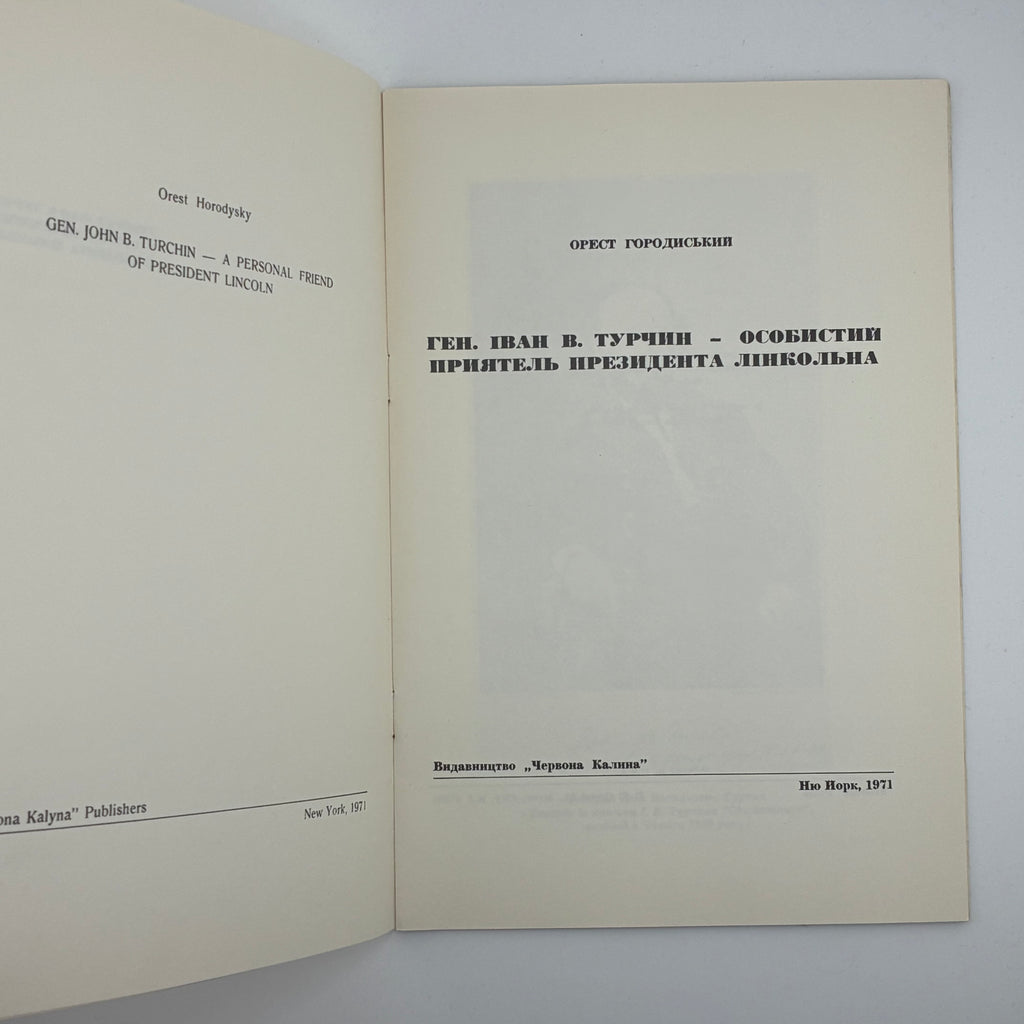 Orest Horodysky
GEN. JOHN B. TURCHIN — A PERSONAL FRIEND
OF PRESIDENT LINCOLN
ona Kalyna" Publishers
New York, 1971
ОРЕСТ ГОРОДИСЬКИЙ
ГЕН. ІВАН В. ТУРЧИН – ОСОБИСТИЙ
ПРИЯТЕЛЬ ПРЕЗИДЕНТА ЛІНКОЛЬНА
Видавництво „Червона Калина"
Ню Йорк, 1971